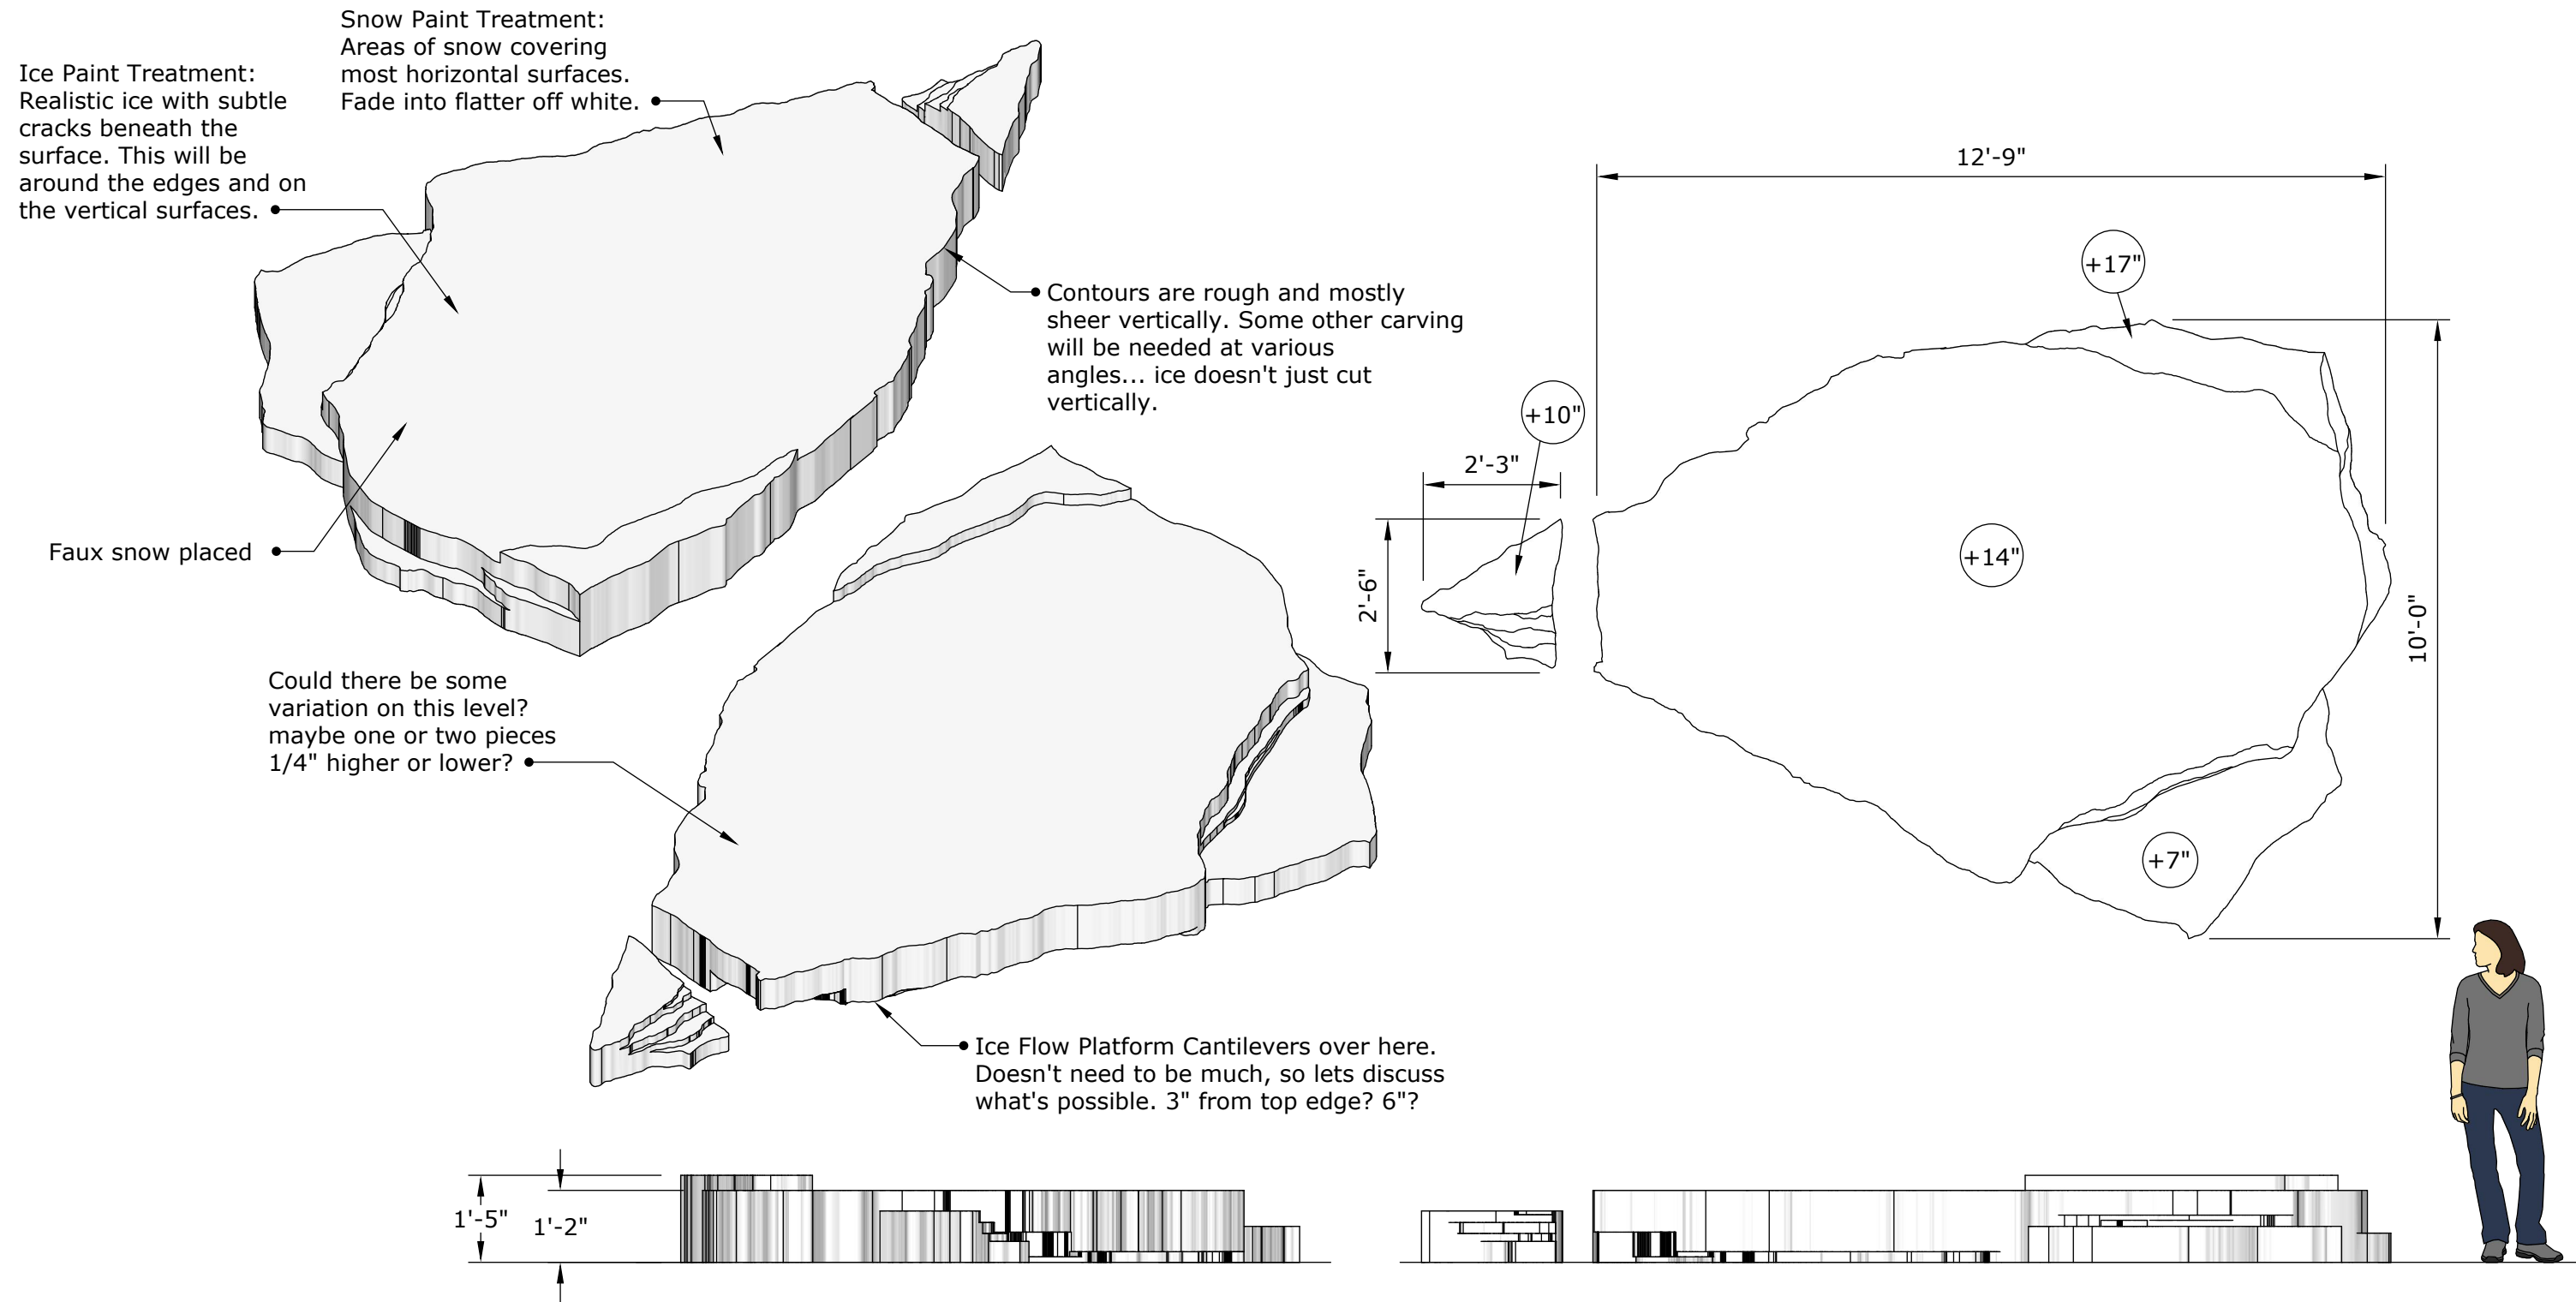 Snow Paint Treatment:
Areas of snow covering
most horizontal surfaces.
Fade into flatter off white.
Ice Paint Treatment:
Realistic ice with subtle
cracks beneath the
surface. This will be
around the edges and on
the vertical surfaces.
Contours are rough and mostly
sheer vertically. Some other carving
will be needed at various
angles... ice doesn't just cut
vertically.
Faux snow placed
Could there be some
variation on this level?
maybe one or two pieces
1/4" higher or lower?
Ice Flow Platform Cantilevers over here.
Doesn't need to be much, so lets discuss
what's possible. 3" from top edge? 6"?
12'-9"
+17"
+10"
2'-3"
2'-6"
+14"
10'-0"
+7"
1'-5"
1'-2"